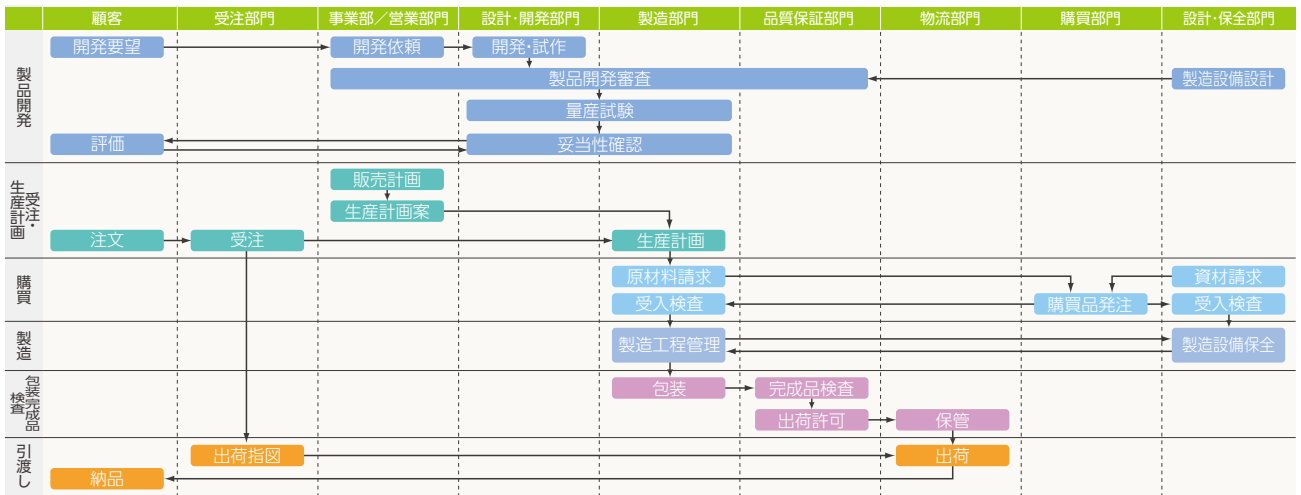 顧客 受注部門 事業部／営業部門 設計・開発部門 製造部門 品質保証部門 物流部門 購買部門 設計・保全部門
製品開発
開発要望 開発依頼 開発・試作
製品開発審査 製造設備設計
量産試験
評価 妥当性確認
受注・
生産計画
販売計画
生産計画案
注文 受注 生産計画
購買
原材料請求 資材請求
受入検査 購買品発注 受入検査
製造
製造工程管理 製造設備保全
包装完成品
検査
包装 完成品検査
出荷許可 保管
引渡し
出荷指図 出荷
納品